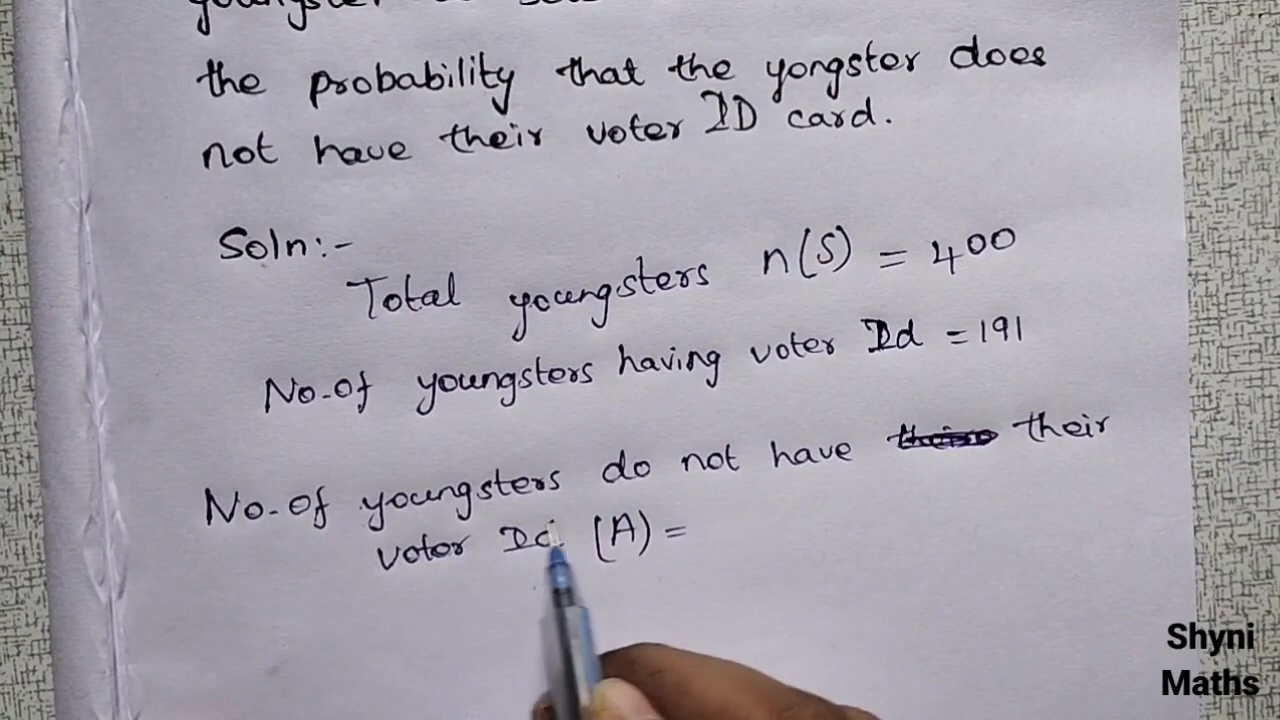 youngster
the probability that the yongster does
not have their voter ID card.
Soln:-
Total youngsters n(S) = 400
No.of youngsters having voter Id = 191
No.of youngsters do not have their
voter Id (A) =
Shyni
Maths